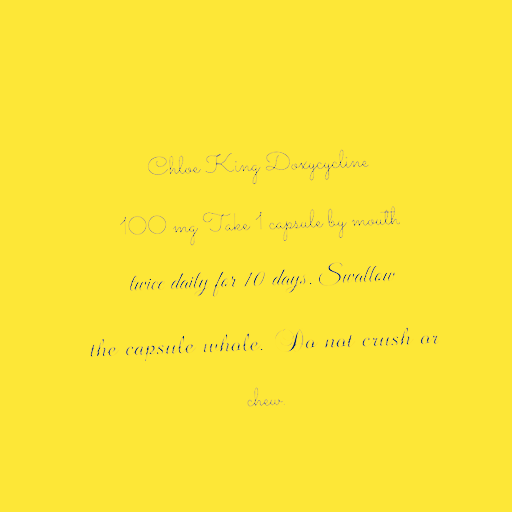 Chloe King Doxycycline
100 mg Take 1 capsule by mouth
twice daily for 10 days. Swallow
the capsule whole. Do not crush or
chew.